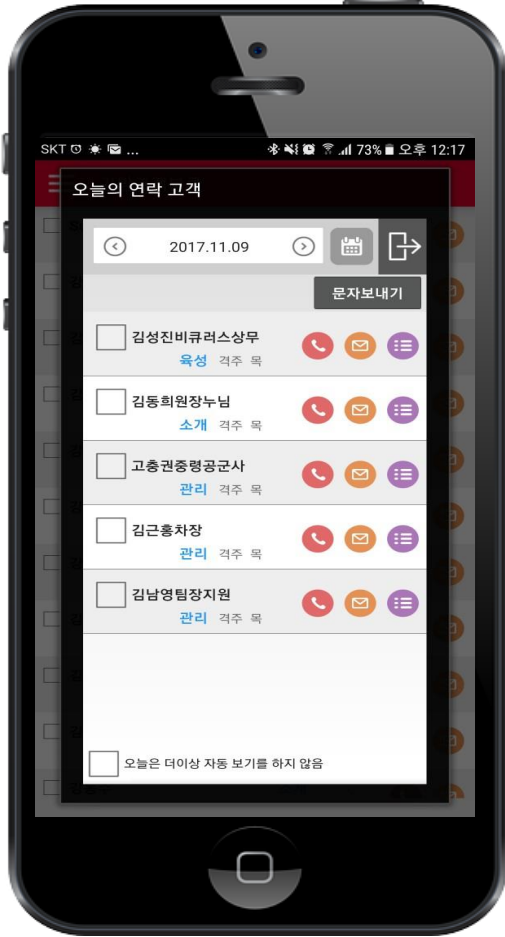 SKT ... 73% 오후 12:17
오늘의 연락 고객
2017.11.09
문자보내기
김성진비큐러스상무
육성 격주 목
김동희원장누님
소개 격주 목
고충권중령공군사
관리 격주 목
김근홍차장
관리 격주 목
김남영팀장지원
관리 격주 목
오늘은 더이상 자동 보기를 하지 않음